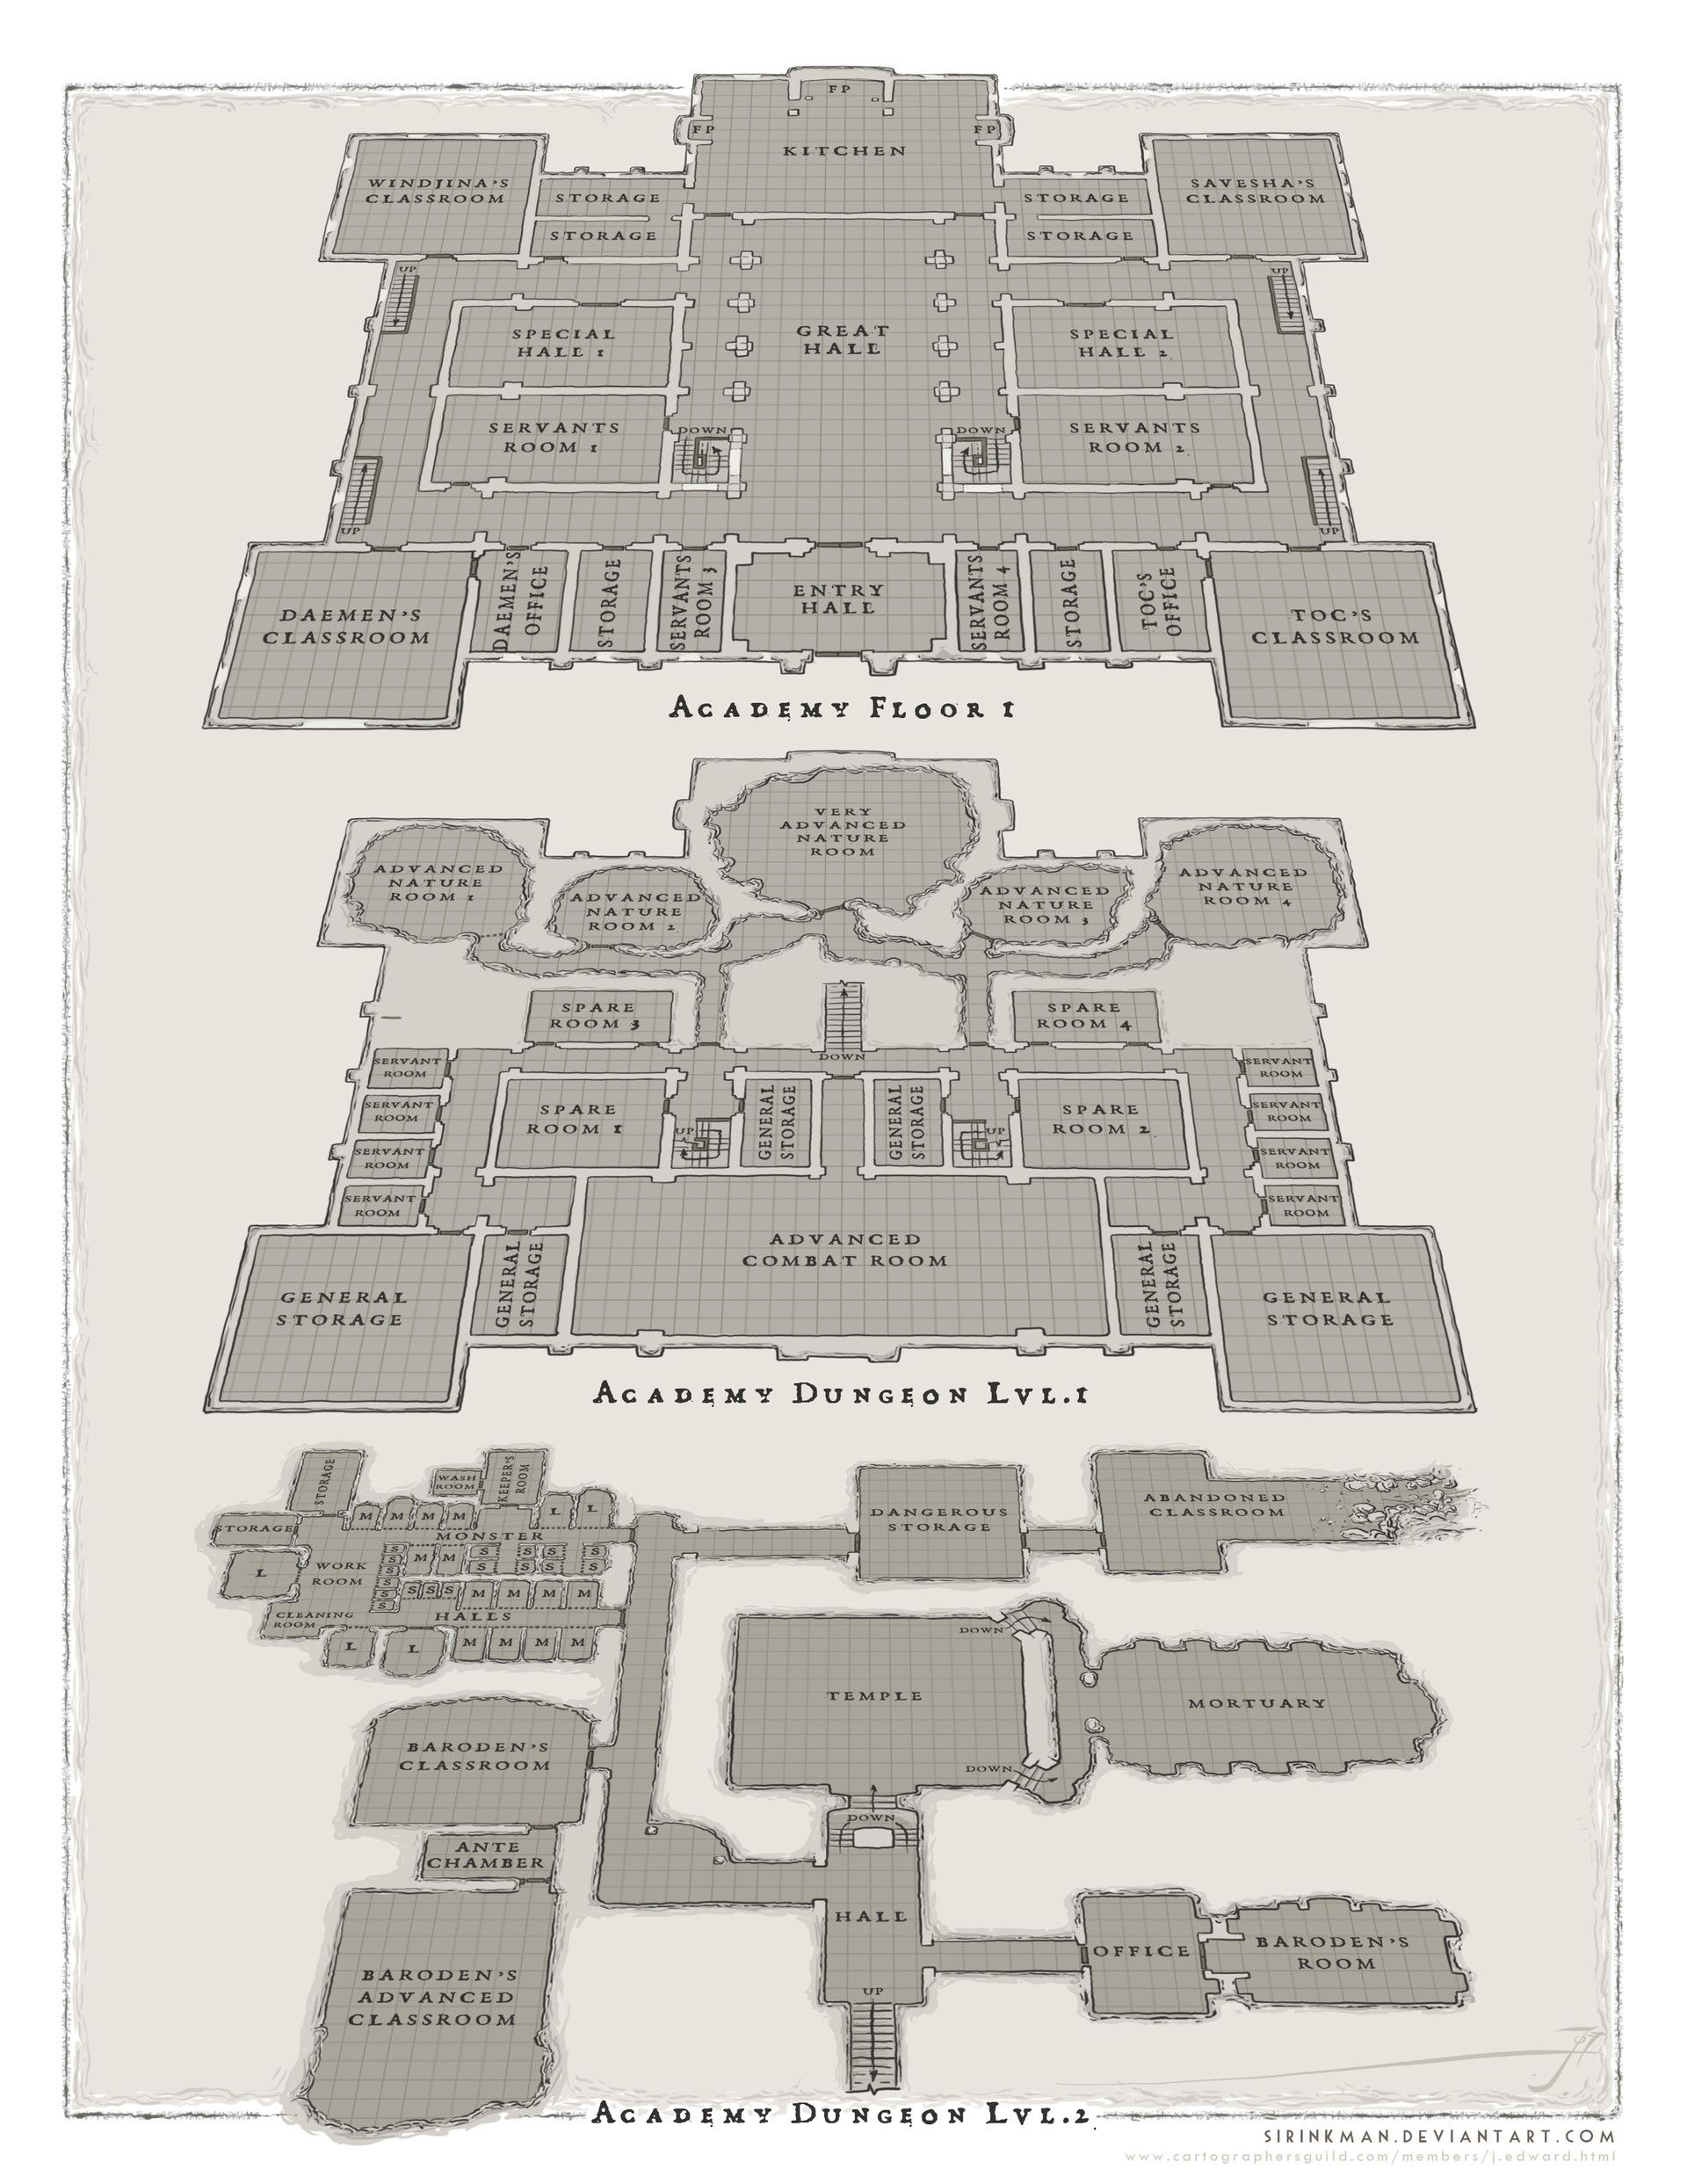 FP
FP
FP
KITCHEN
WINDJINA'S
CLASSROOM
STORAGE
STORAGE
STORAGE
STORAGE
SAVESHA'S
CLASSROOM
UP
UP
SPECIAL
HALL 1
GREAT
HALL
SPECIAL
HALL 2
SERVANTS
ROOM 1
DOWN
DOWN
SERVANTS
ROOM 2
UP
UP
DAEMEN'S
CLASSROOM
DAEMEN'S
OFFICE
STORAGE
SERVANTS
ROOM 3
ENTRY
HALL
SERVANTS
ROOM 4
STORAGE
TOC'S
OFFICE
TOC'S
CLASSROOM
ACADEMY FLOOR 1
VERY
ADVANCED
NATURE
ROOM
ADVANCED
NATURE
ROOM 1
ADVANCED
NATURE
ROOM 2
ADVANCED
NATURE
ROOM 3
ADVANCED
NATURE
ROOM 4
SPARE
ROOM 3
DOWN
SPARE
ROOM 4
SERVANT
ROOM
SERVANT
ROOM
SERVANT
ROOM
SERVANT
ROOM
SPARE
ROOM 1
UP
GENERAL
STORAGE
GENERAL
STORAGE
UP
SPARE
ROOM 2
SERVANT
ROOM
SERVANT
ROOM
SERVANT
ROOM
SERVANT
ROOM
ADVANCED
COMBAT ROOM
GENERAL
STORAGE
GENERAL
STORAGE
GENERAL
STORAGE
GENERAL
STORAGE
ACADEMY DUNGEON LVL.1
STORAGE
WASH
ROOM
KEEPER'S
ROOM
STORAGE
M M M M L L
MONSTER
L
WORK
ROOM
S M M S S S S
S S S S S
S
S S S S M M M M
S
CLEANING
ROOM
HALLS
L L M M M M
DANGEROUS
STORAGE
ABANDONED
CLASSROOM
DOWN
TEMPLE
MORTUARY
DOWN
BARODEN'S
CLASSROOM
DOWN
ANTE
CHAMBER
HALL
OFFICE
BARODEN'S
ROOM
BARODEN'S
ADVANCED
CLASSROOM
UP
ACADEMY DUNGEON LVL.2
SIRINKMAN.DEVIANTART.COM
www.cartographersguild.com/members/j.edward.html